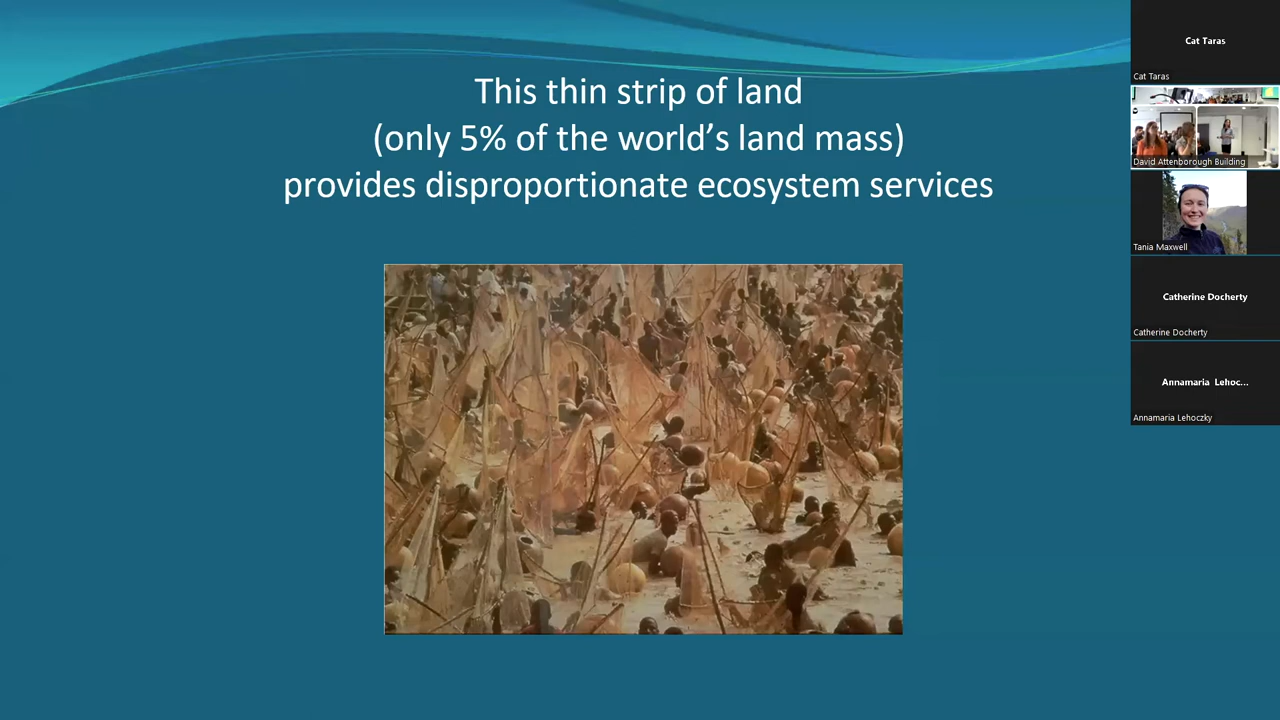 This thin strip of land
(only 5% of the world's land mass)
provides disproportionate ecosystem services
Cat Taras
Cat Taras
David Attenborough Building
Tania Maxwell
Catherine Docherty
Catherine Docherty
Annamaria Lehoc...
Annamaria Lehoczky